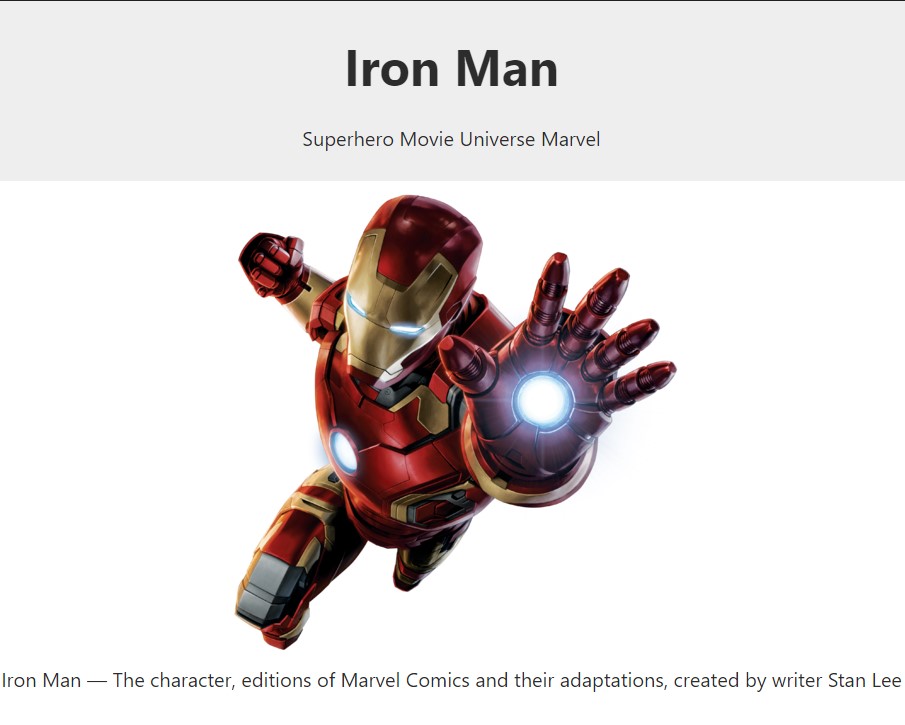 Iron Man
Superhero Movie Universe Marvel
Iron Man — The character, editions of Marvel Comics and their adaptations, created by writer Stan Lee